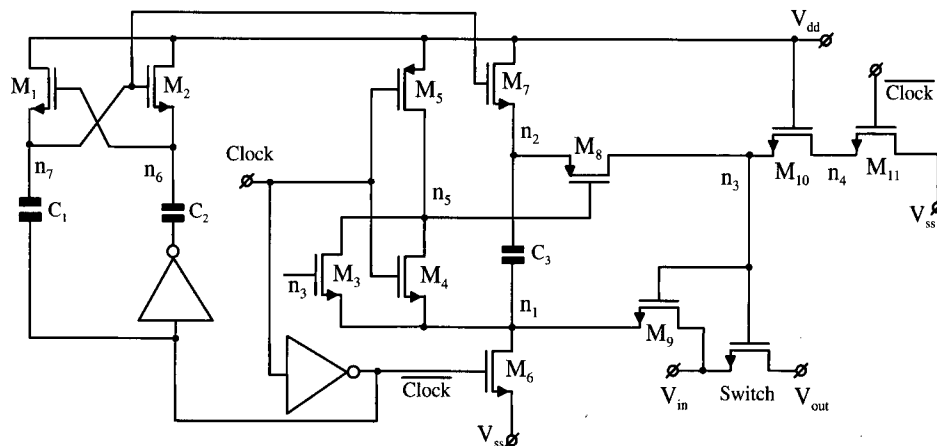 V_dd
M_1
M_2
M_7
M_5
Clock
n_2
M_8
Clock
n_7
n_6
n_3
M_10
n_4
M_11
C_1
C_2
n_5
V_ss
M_3
M_4
C_3
n_3
n_1
M_9
M_6
Clock
V_in
Switch
V_out
V_ss